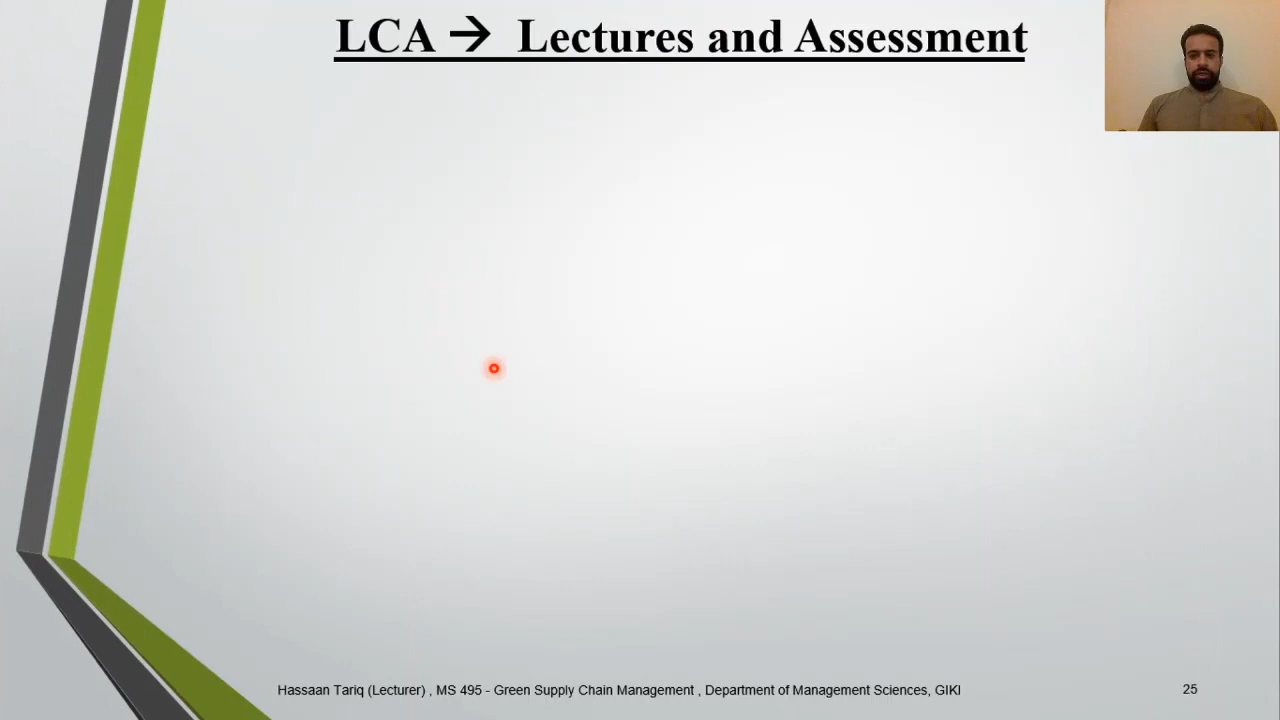 LCA → Lectures and Assessment
Hassaan Tariq (Lecturer) , MS 495 - Green Supply Chain Management , Department of Management Sciences, GIKI
25